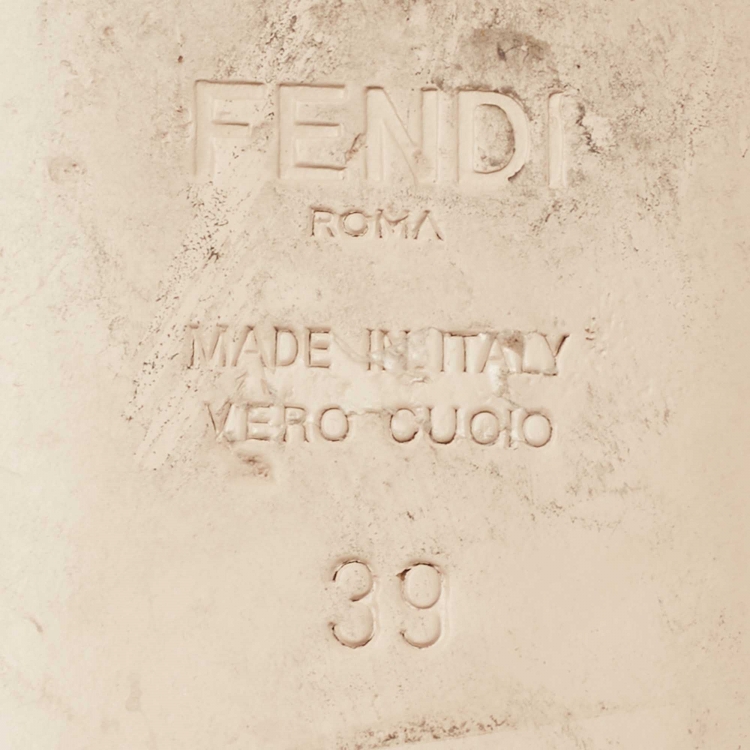 FENDI
ROMA
MADE IN ITALY
VERO CUOIO
39